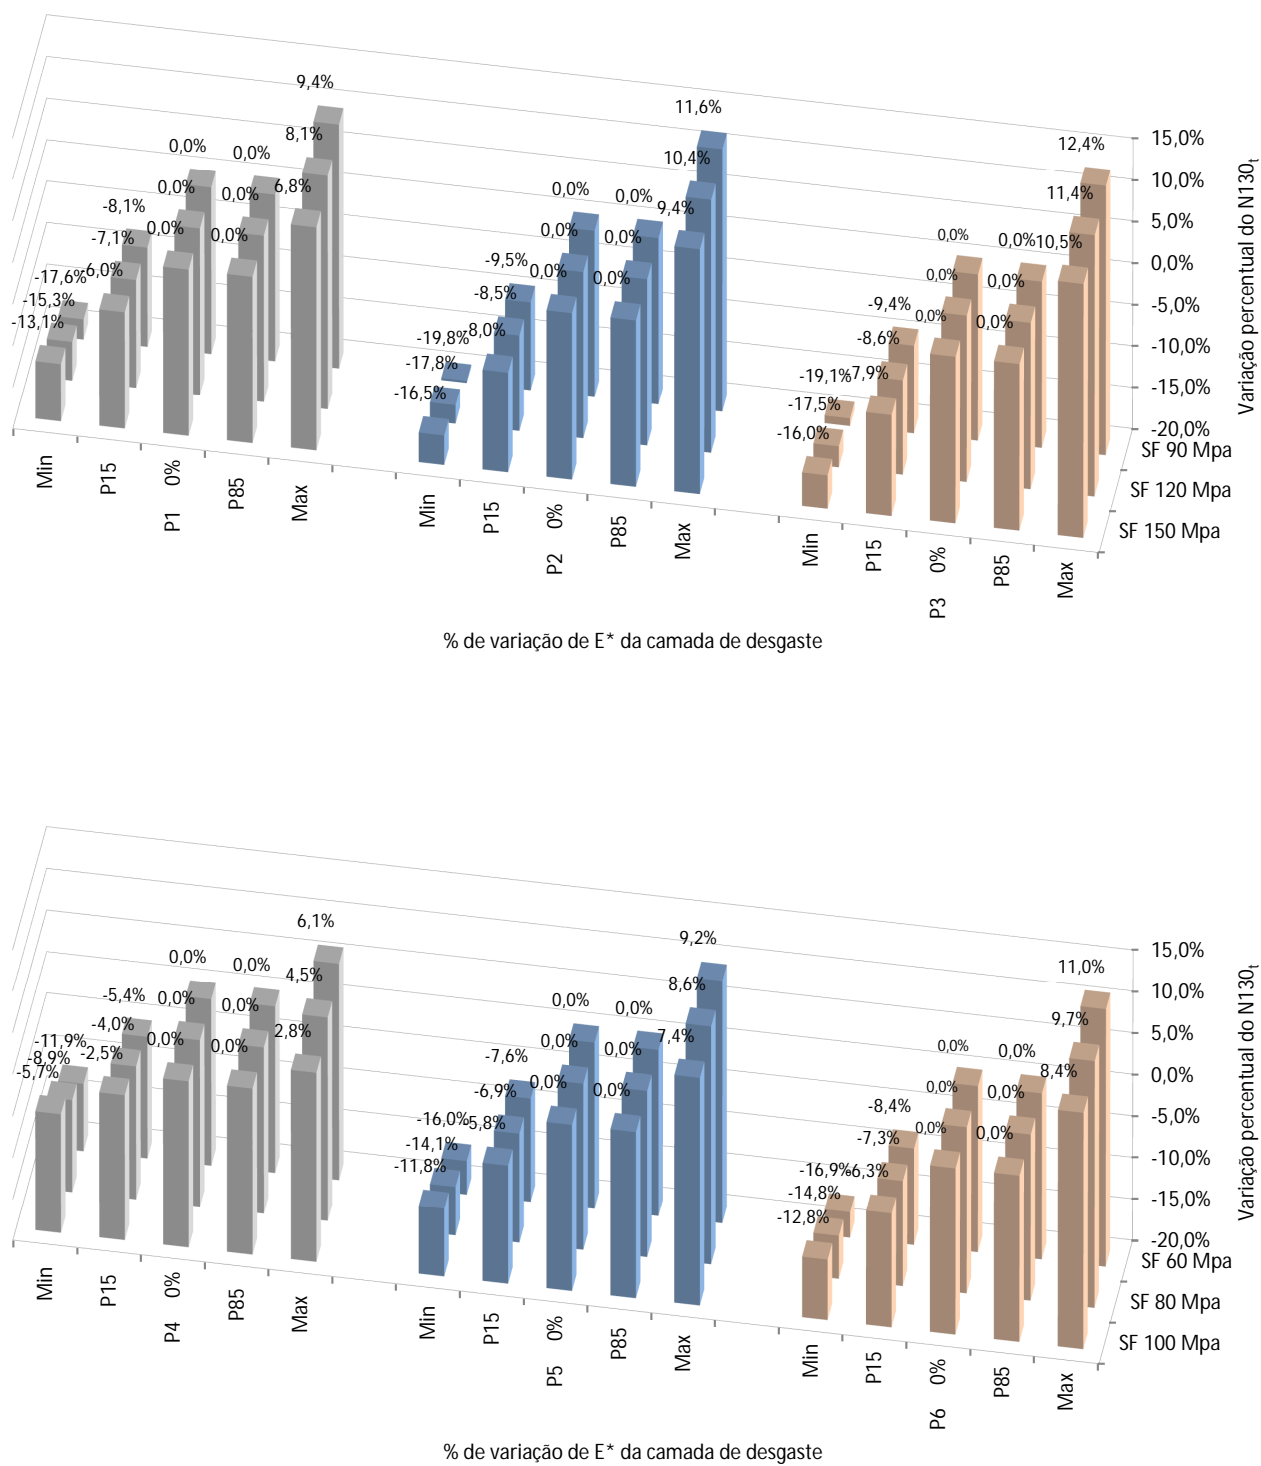 9,4%
8,1%
6,8%
0,0%
0,0%
0,0%
0,0%
0,0%
0,0%
-8,1%
-7,1%
-6,0%
-17,6%
-15,3%
-13,1%
11,6%
10,4%
9,4%
0,0%
0,0%
0,0%
0,0%
0,0%
0,0%
-9,5%
-8,5%
-8,0%
-19,8%
-17,8%
-16,5%
12,4%
11,4%
10,5%
0,0%
0,0%
0,0%
0,0%
0,0%
0,0%
-9,4%
-8,6%
-7,9%
-19,1%
-17,5%
-16,0%
15,0%
10,0%
5,0%
0,0%
-5,0%
-10,0%
-15,0%
-20,0%
Variação percentual do N130t
SF 90 Mpa
SF 120 Mpa
SF 150 Mpa
Min
P15
0%
P85
Max
P1
Min
P15
0%
P85
Max
P2
Min
P15
0%
P85
Max
P3
% de variação de E* da camada de desgaste
6,1%
4,5%
2,8%
0,0%
0,0%
0,0%
0,0%
0,0%
0,0%
-5,4%
-4,0%
-2,5%
-11,9%
-8,9%
-5,7%
9,2%
8,6%
7,4%
0,0%
0,0%
0,0%
0,0%
0,0%
0,0%
-7,6%
-6,9%
-5,8%
-16,0%
-14,1%
-11,8%
11,0%
9,7%
8,4%
0,0%
0,0%
0,0%
0,0%
0,0%
0,0%
-8,4%
-7,3%
-6,3%
-16,9%
-14,8%
-12,8%
15,0%
10,0%
5,0%
0,0%
-5,0%
-10,0%
-15,0%
-20,0%
Variação percentual do N130t
SF 60 Mpa
SF 80 Mpa
SF 100 Mpa
Min
P15
0%
P85
Max
P4
Min
P15
0%
P85
Max
P5
Min
P15
0%
P85
Max
P6
% de variação de E* da camada de desgaste